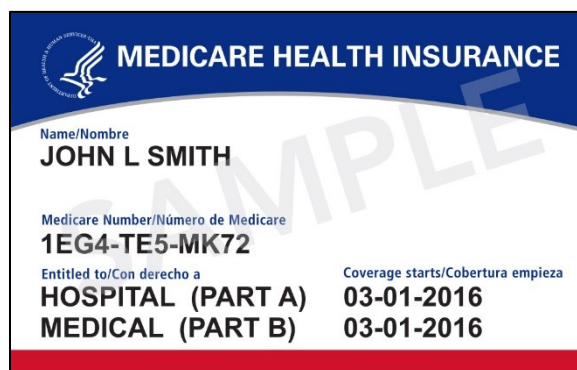 MEDICARE HEALTH INSURANCE
Name/Nombre
JOHN L SMITH
Medicare Number/Número de Medicare
1EG4-TE5-MK72
Entitled to/Con derecho a Coverage starts/Cobertura empieza
HOSPITAL (PART A) 03-01-2016
MEDICAL (PART B) 03-01-2016
SAMPLE